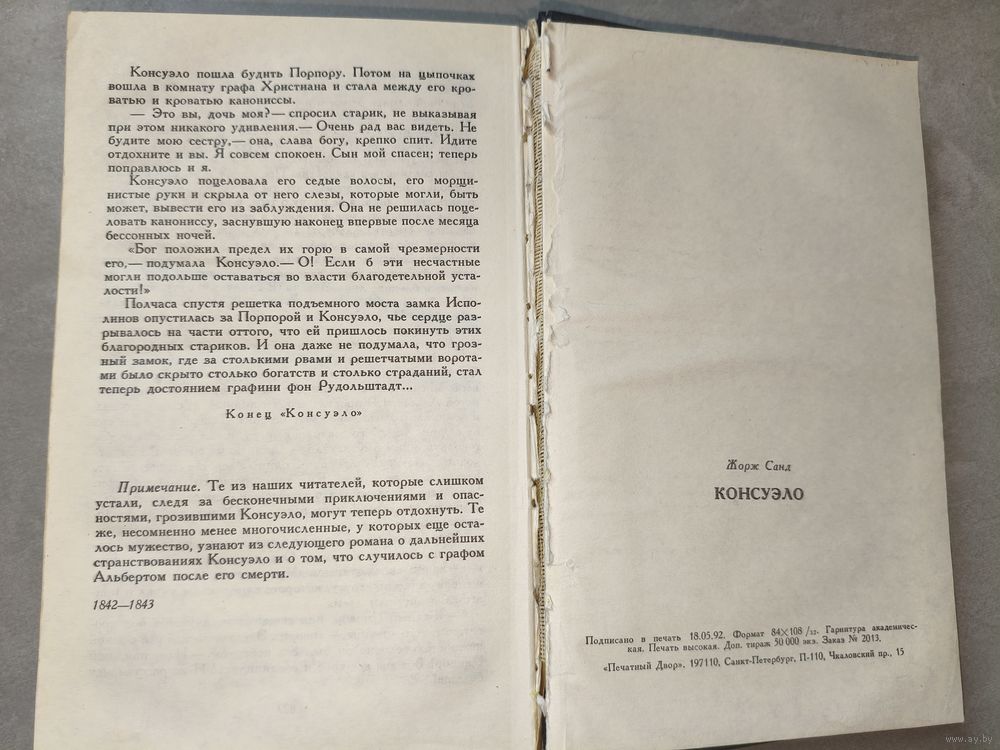 Консуэло пошла будить Порпору. Потом на цыпочках
вошла в комнату графа Христиана и стала между его кро-
ватью и кроватью канониссы.
— Это вы, дочь моя?— спросил старик, не выказывая
при этом никакого удивления.— Очень рад вас видеть. Не
будите мою сестру,— она, слава богу, крепко спит. Идите
отдохните и вы. Я совсем спокоен. Сын мой спасен; теперь
поправлюсь и я.
Консуэло поцеловала его седые волосы, его морщи-
нистые руки и скрыла от него слезы, которые могли, быть
может, вывести его из заблуждения. Она не решилась поце-
ловать канониссу, заснувшую наконец впервые после месяца
бессонных ночей.
«Бог положил предел их горю в самой чрезмерности
его,— подумала Консуэло.— О! Если б эти несчастные
могли подольше оставаться во власти благодетельной уста-
лости!»
Полчаса спустя решетка подъемного моста замка Испо-
линов опустилась за Порпорой и Консуэло, чье сердце раз-
рывалось на части оттого, что ей пришлось покинуть этих
благородных стариков. И она даже не подумала, что гроз-
ный замок, где за столькими рвами и решетчатыми ворота-
ми было скрыто столько богатств и столько страданий, стал
теперь достоянием графини фон Рудольштадт...
Конец «Консуэло»
Примечание. Те из наших читателей, которые слишком
устали, следя за бесконечными приключениями и опас-
ностями, грозившими Консуэло, могут теперь отдохнуть. Те
же, несомненно менее многочисленные, у которых еще оста-
лось мужество, узнают из следующего романа о дальнейших
странствованиях Консуэло и о том, что случилось с графом
Альбертом после его смерти.
1842—1843
Жорж Санд
КОНСУЭЛО
Подписано в печать 18.05.92. Формат 84×108 /32. Гарнитура академичес-
кая. Печать высокая. Доп. тираж 50 000 экз. Заказ № 2013.
«Печатный Двор». 197110, Санкт-Петербург, П-110, Чкаловский пр., 15
www.ay.by